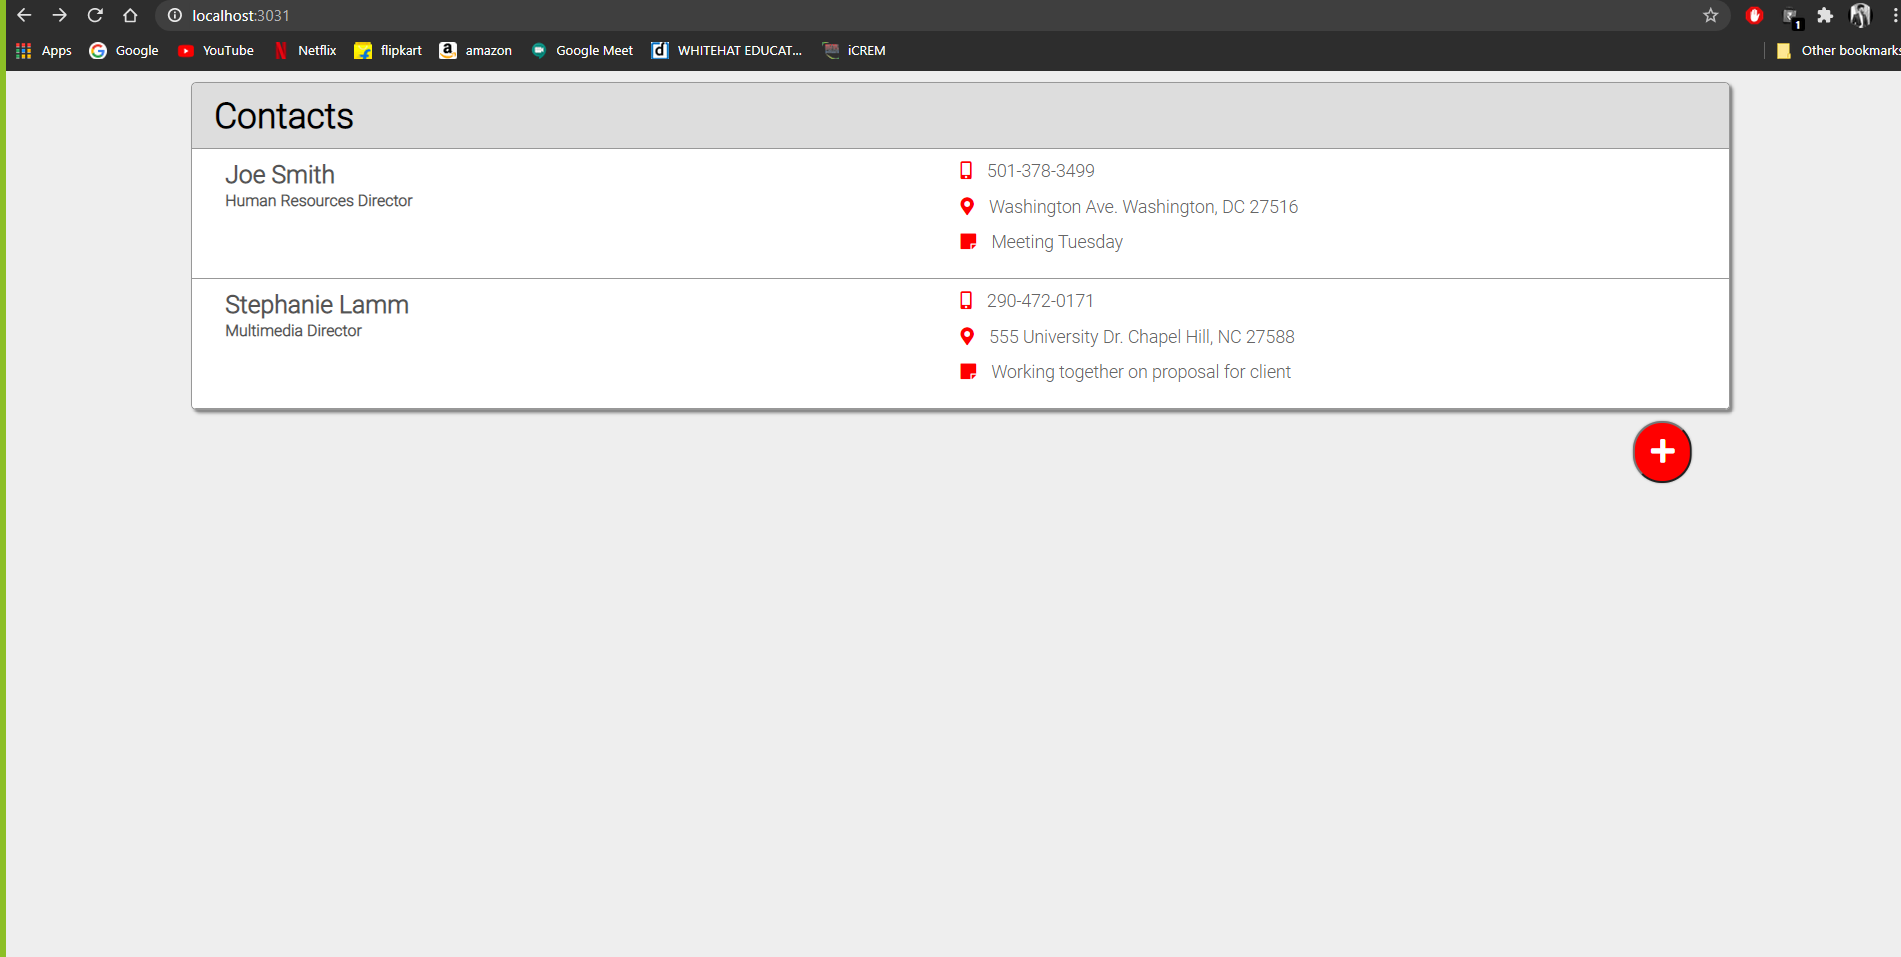 localhost:3031
1
Apps Google YouTube Netflix flipkart amazon Google Meet WHITEHAT EDUCAT... iCREM Other bookmarks
Contacts
Joe Smith
Human Resources Director
501-378-3499
Washington Ave. Washington, DC 27516
Meeting Tuesday
Stephanie Lamm
Multimedia Director
290-472-0171
555 University Dr. Chapel Hill, NC 27588
Working together on proposal for client